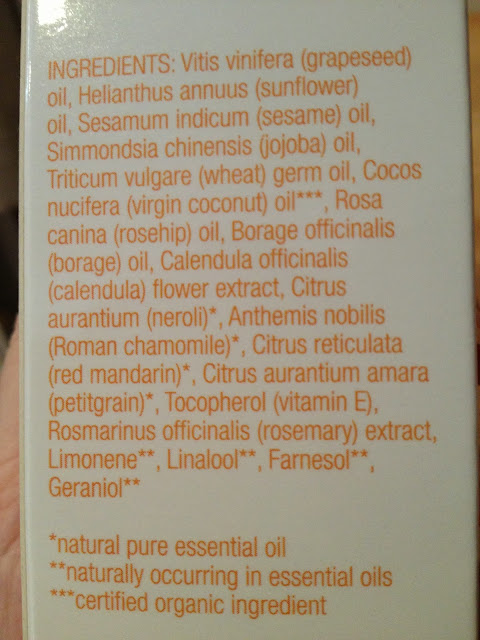 INGREDIENTS: Vitis vinifera (grapeseed)
oil, Helianthus annuus (sunflower)
oil, Sesamum indicum (sesame) oil,
Simmondsia chinensis (jojoba) oil,
Triticum vulgare (wheat) germ oil, Cocos
nucifera (virgin coconut) oil***, Rosa
canina (rosehip) oil, Borage officinalis
(borage) oil, Calendula officinalis
(calendula) flower extract, Citrus
aurantium (neroli)*, Anthemis nobilis
(Roman chamomile)*, Citrus reticulata
(red mandarin)*, Citrus aurantium amara
(petitgrain)*, Tocopherol (vitamin E),
Rosmarinus officinalis (rosemary) extract,
Limonene**, Linalool**, Farnesol**,
Geraniol**
*natural pure essential oil
**naturally occurring in essential oils
***certified organic ingredient